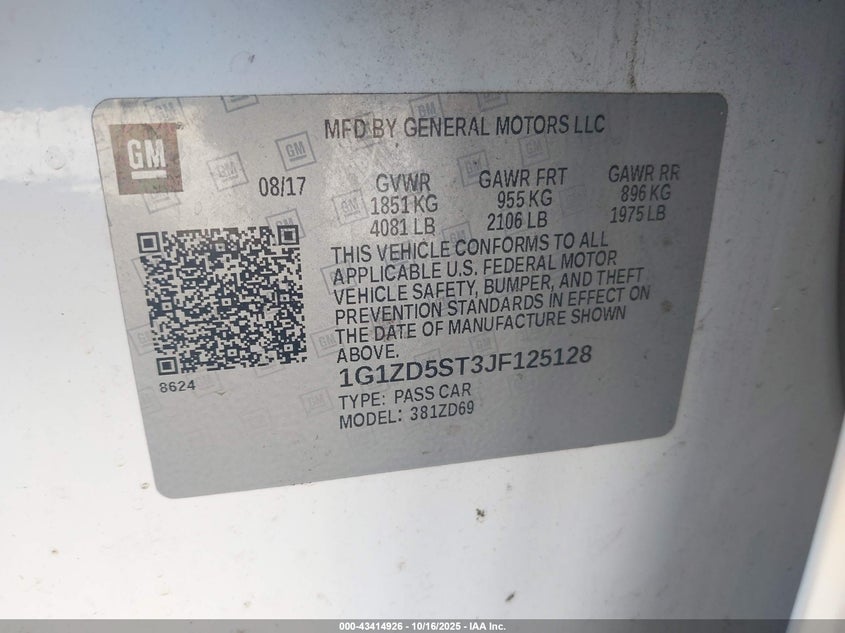 GM
MFD BY GENERAL MOTORS LLC
08/17
GVWR GAWR FRT GAWR RR
1851 KG 955 KG 896 KG
4081 LB 2106 LB 1975 LB
THIS VEHICLE CONFORMS TO ALL
APPLICABLE U.S. FEDERAL MOTOR
VEHICLE SAFETY, BUMPER, AND THEFT
PREVENTION STANDARDS IN EFFECT ON
THE DATE OF MANUFACTURE SHOWN
ABOVE.
8624
1G1ZD5ST3JF125128
TYPE: PASS CAR
MODEL: 381ZD69
000-43414926 - 10/16/2025 - IAA Inc.